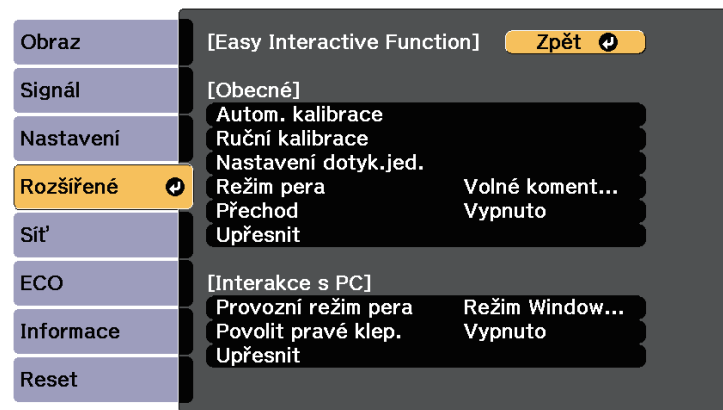 Obraz
Signál
Nastavení
Rozšířené
Síť
ECO
Informace
Reset
[Easy Interactive Function] Zpět
[Obecné]
Autom. kalibrace
Ruční kalibrace
Nastavení dotyk.jed.
Režim pera Volné koment...
Přechod Vypnuto
Upřesnit
[Interakce s PC]
Provozní režim pera Režim Window...
Povolit pravé klep. Vypnuto
Upřesnit